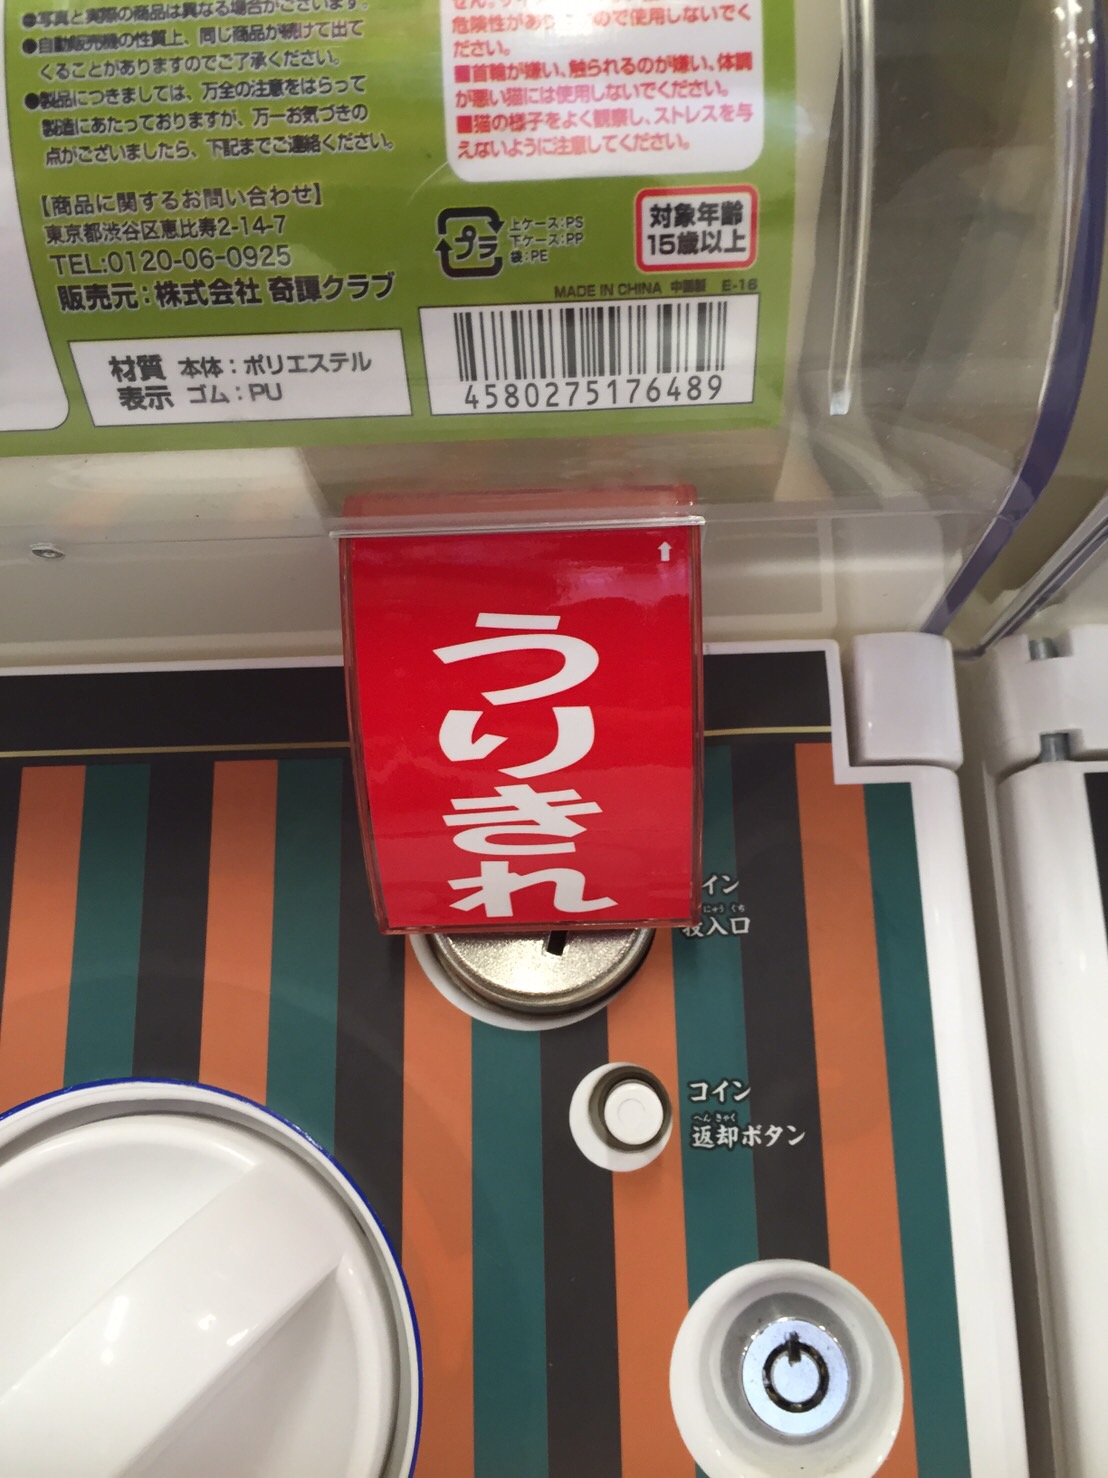 ●写真と実際の商品は異なる場合がございます。
●自動販売機の性質上、同じ商品が続けて出て
くることがありますのでご了承ください。
●製品につきましては、万全の注意をはらって
製造にあたっておりますが、万一お気づきの
点がございましたら、下記までご連絡ください。
【商品に関するお問い合わせ】
東京都渋谷区恵比寿2-14-7
TEL:0120-06-0925
販売元：株式会社 奇譚クラブ
材質 本体：ポリエステル
表示 ゴム：PU
危険性があ
ので使用しないでく
ださい。
■首輪が嫌い、触られるのが嫌い、体調
が悪い猫には使用しないでください。
■猫の様子をよく観察し、ストレスを与
えないように注意してください。
プラ
上ケース:PS
下ケース:PP
袋:PE
対象年齢
15歳以上
MADE IN CHINA 中国製 E-16
4580275176489
うりきれ
イン
にゅう くち
投入口
コイン
へん きゃく
返却ボタン